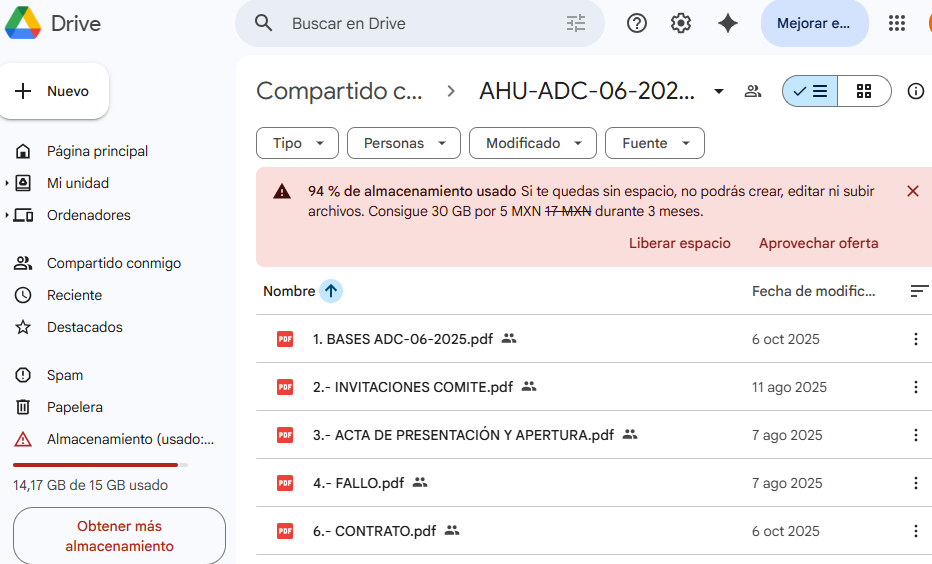 Drive
Buscar en Drive
Mejorar e...
Nuevo
Compartido c...
AHU-ADC-06-202...
Tipo
Personas
Modificado
Fuente
Página principal
Mi unidad
Ordenadores
Compartido conmigo
Reciente
Destacados
Spam
Papelera
Almacenamiento (usado:...
14,17 GB de 15 GB usado
Obtener más
almacenamiento
94 % de almacenamiento usado Si te quedas sin espacio, no podrás crear, editar ni subir
archivos. Consigue 30 GB por 5 MXN 17 MXN durante 3 meses.
Liberar espacio
Aprovechar oferta
Nombre
Fecha de modific...
PDF 1. BASES ADC-06-2025.pdf 6 oct 2025
PDF 2.- INVITACIONES COMITE.pdf 11 ago 2025
PDF 3.- ACTA DE PRESENTACIÓN Y APERTURA.pdf 7 ago 2025
PDF 4.- FALLO.pdf 7 ago 2025
PDF 6.- CONTRATO.pdf 6 oct 2025